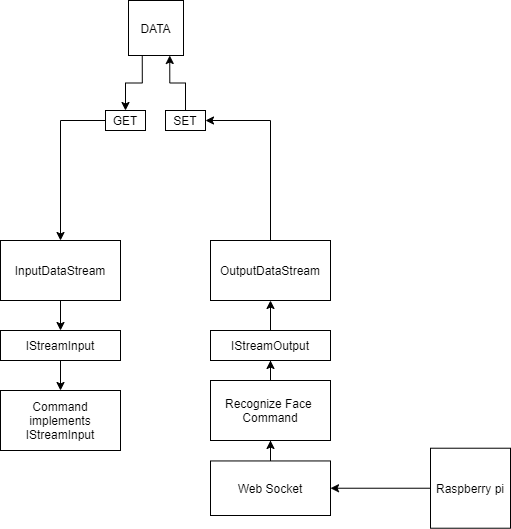 DATA
GET
SET
InputDataStream
OutputDataStream
IStreamInput
IStreamOutput
Command
implements
IStreamInput
Recognize Face
Command
Web Socket
Raspberry pi